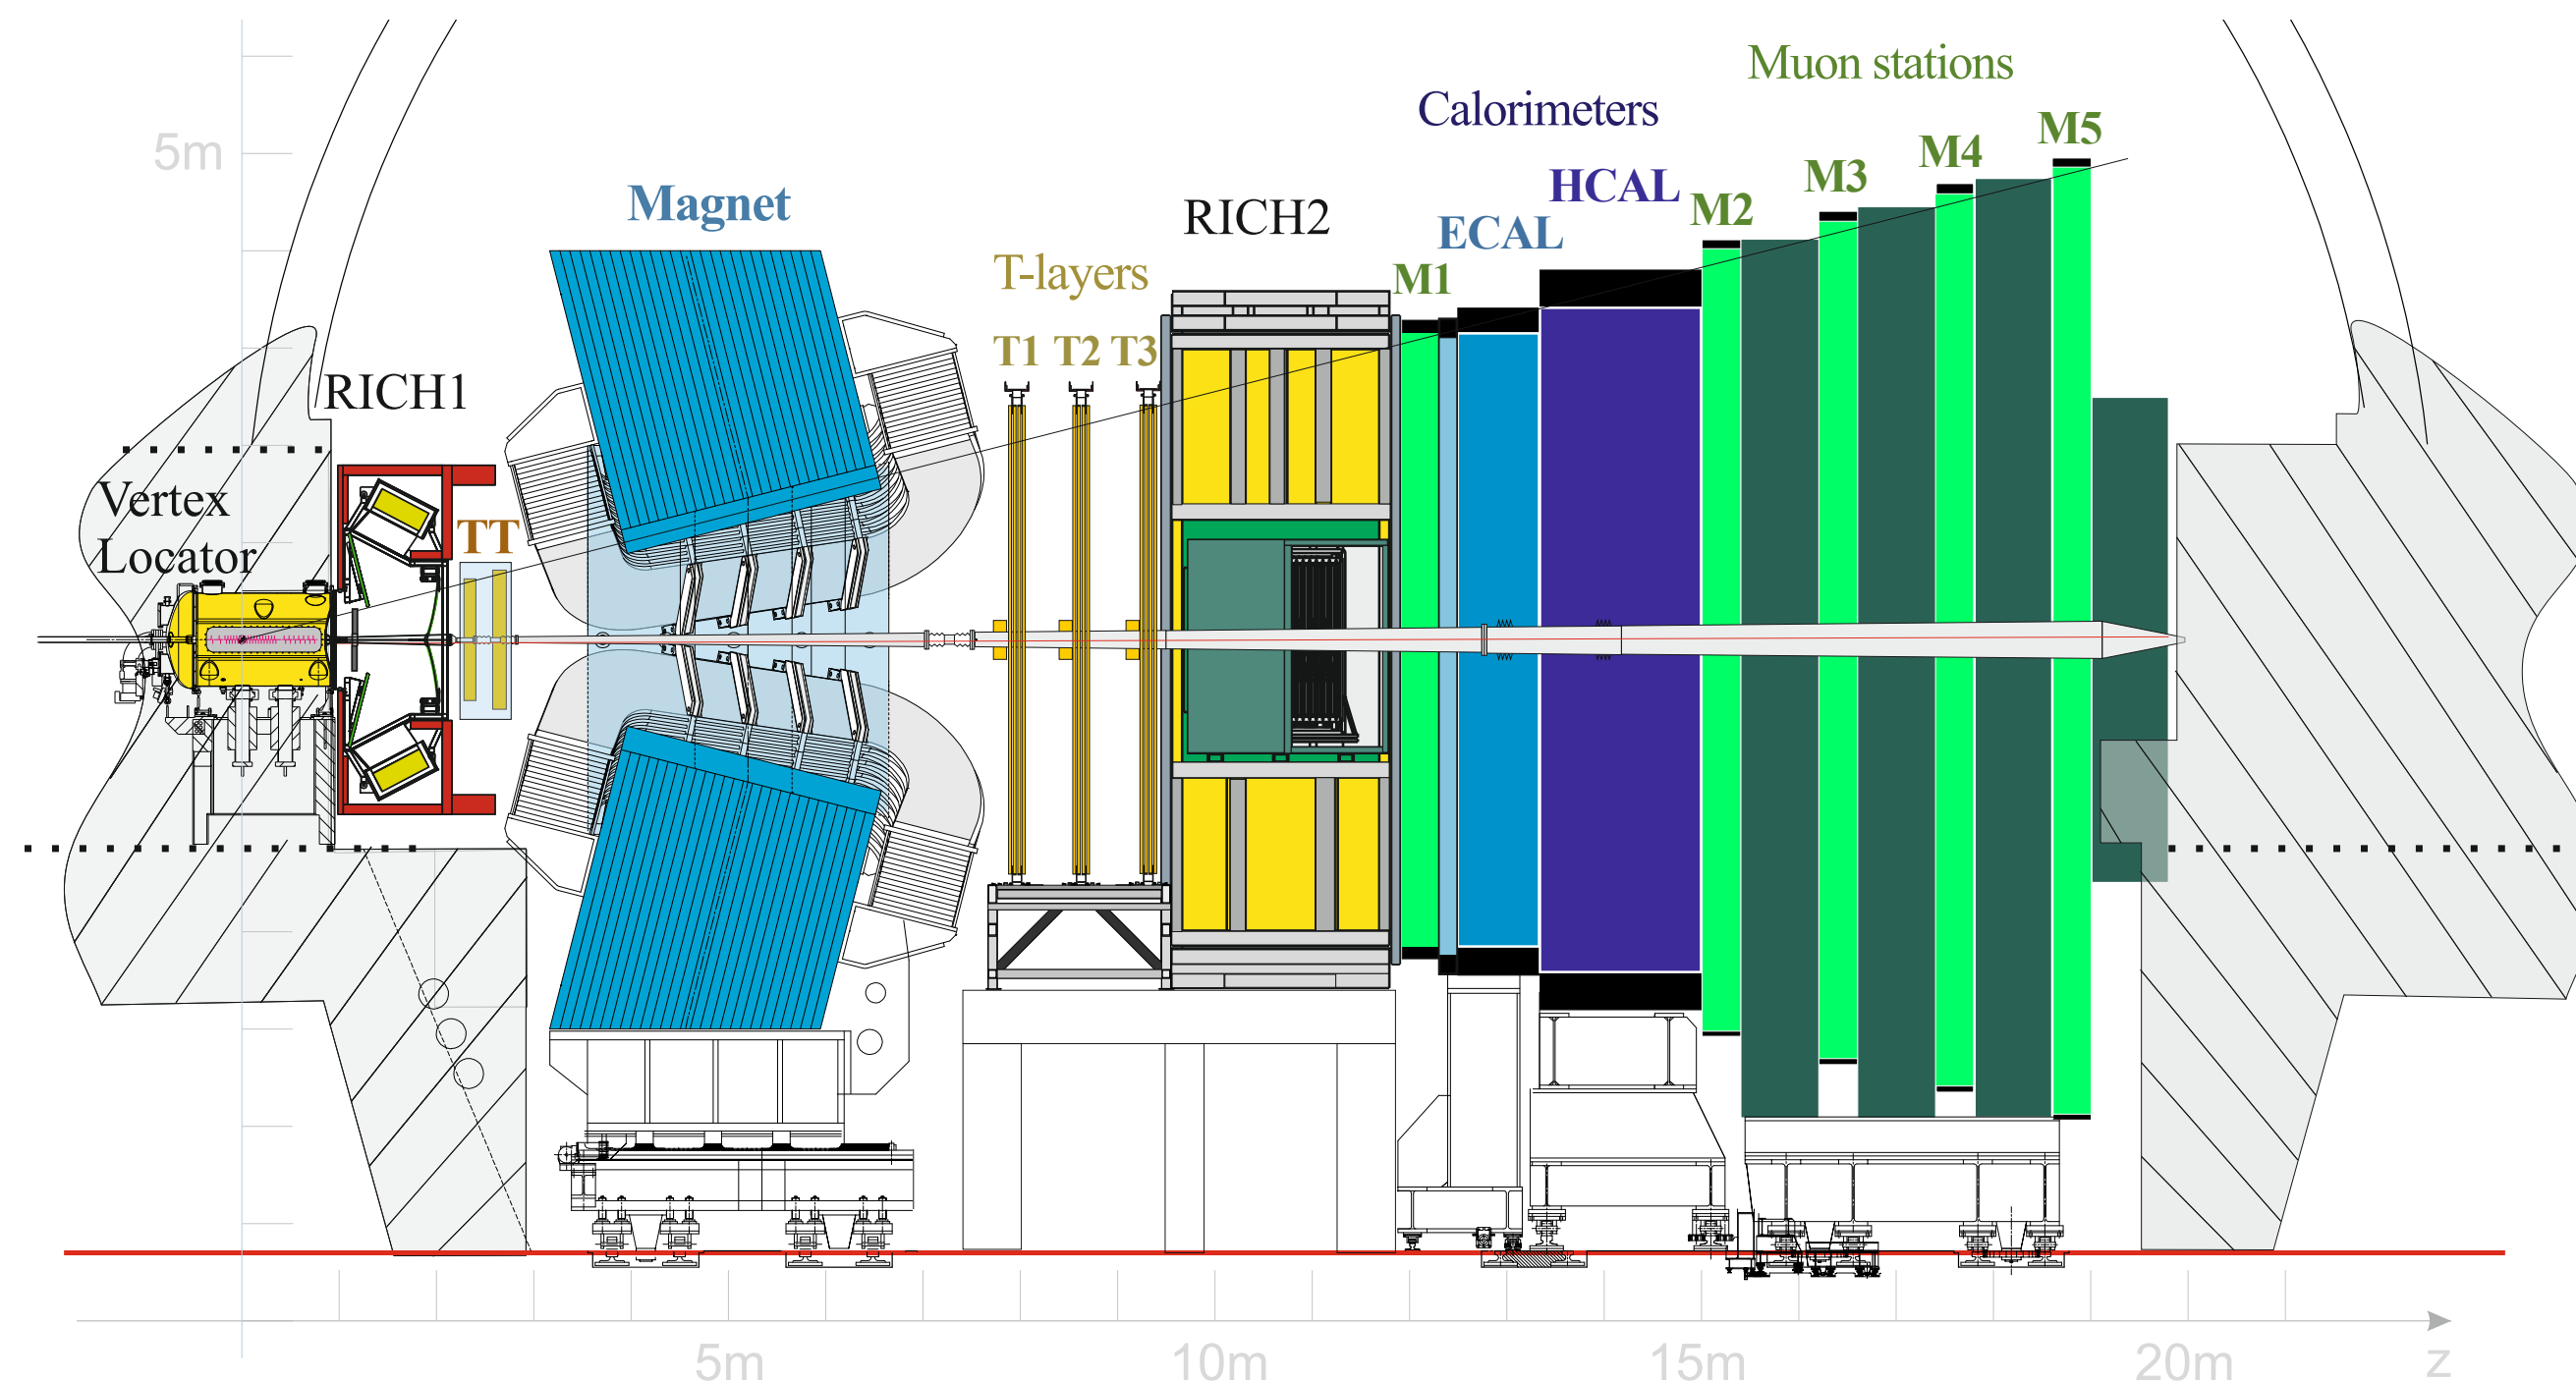 Muon stations
Calorimeters
M5
5m
M4
M3
HCAL
Magnet
M2
RICH2
ECAL
T-layers
M1
T1 T2 T3
RICH1
Vertex
Locator
TT
5m
10m
15m
20m
z